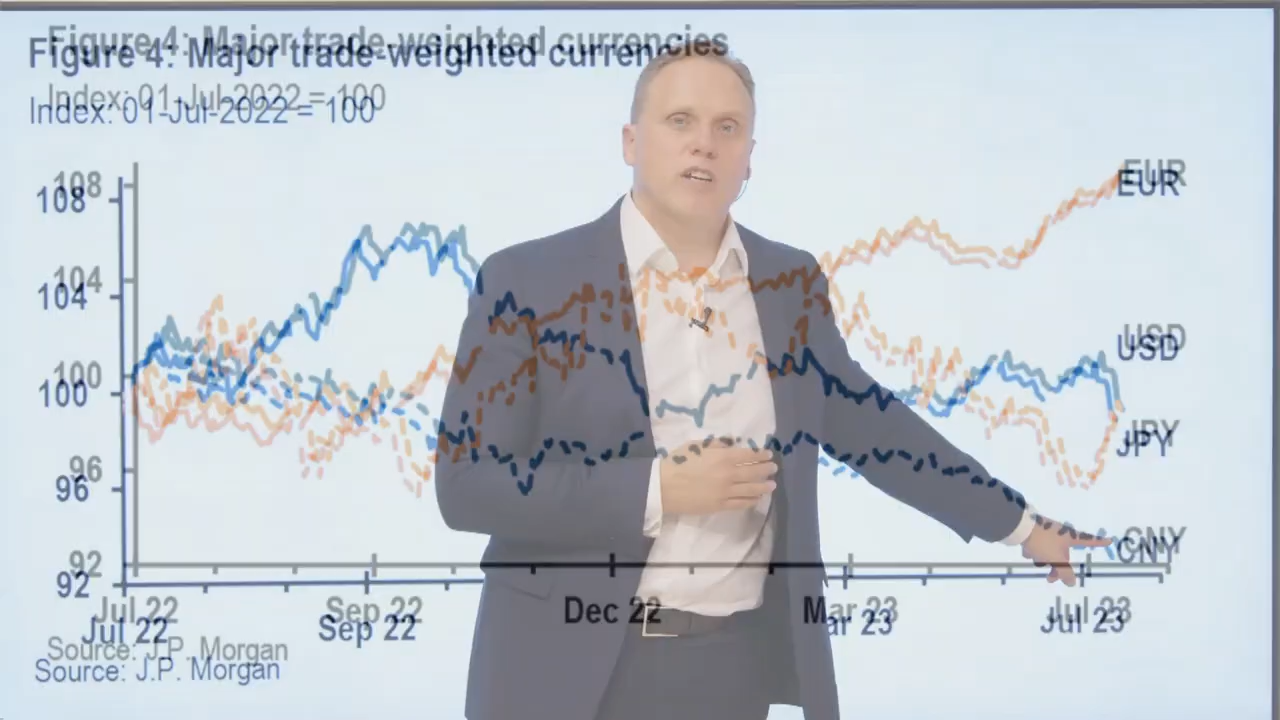 Figure 4: Major trade-weighted currencies
Index: 01-Jul-2022 = 100
108
104
100
96
92
Jul 22
Sep 22
Dec 22
Mar 23
Jul 23
EUR
USD
JPY
CNY
Source: J.P. Morgan